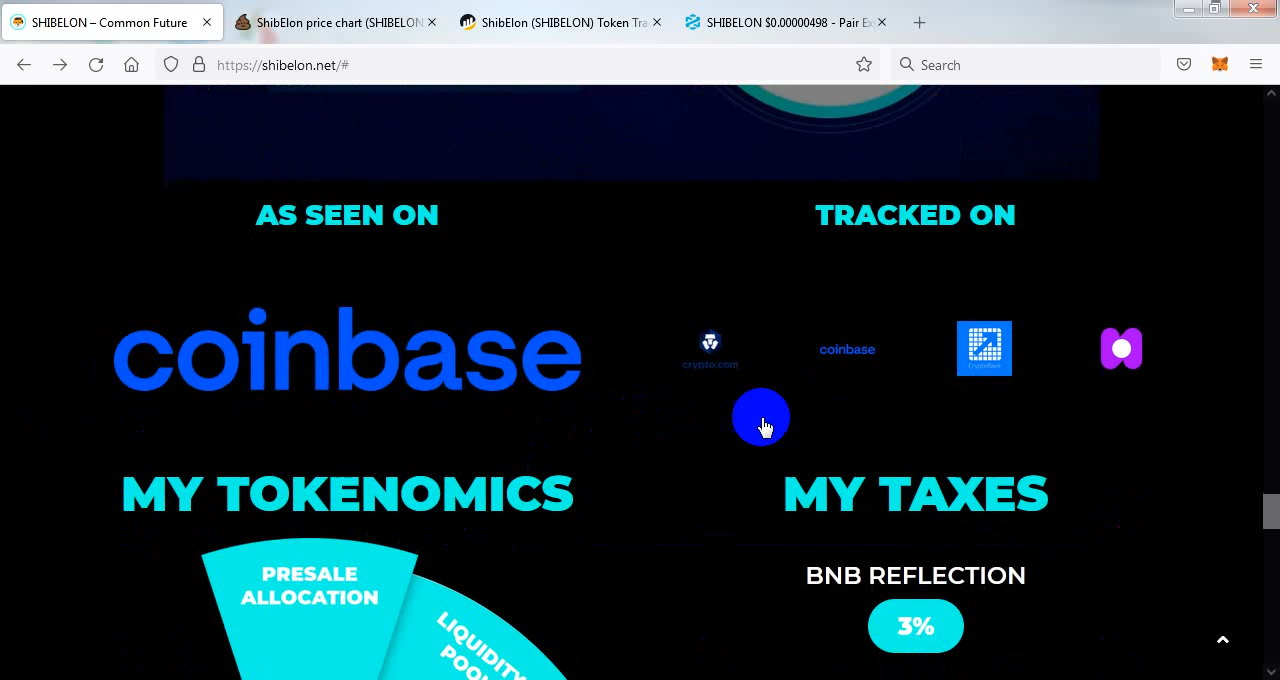 SHIBELON – Common Future
ShibElon price chart (SHIBELON
ShibElon (SHIBELON) Token Tra
SHIBELON $0.00000498 - Pair Ex
https://shibelon.net/#
Search
AS SEEN ON
TRACKED ON
coinbase
crypto.com
coinbase
CryptoRank
MY TOKENOMICS
MY TAXES
PRESALE
ALLOCATION
LIQUIDITY
POOL
BNB REFLECTION
3%